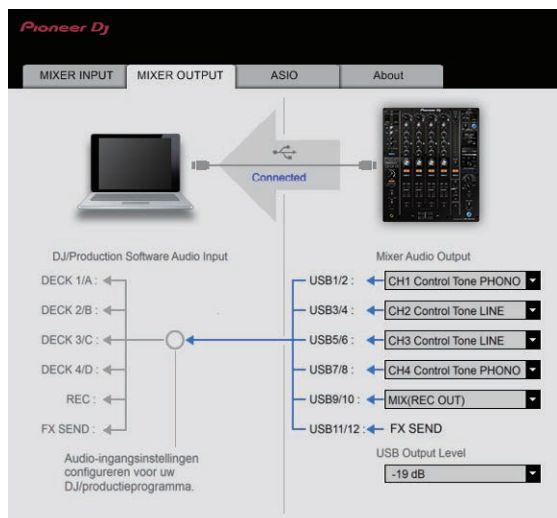 Pioneer Dj
MIXER INPUT
MIXER OUTPUT
ASIO
About
Connected
DJ/Production Software Audio Input
Mixer Audio Output
DECK 1/A :
USB1/2 :
CH1 Control Tone PHONO
DECK 2/B :
USB3/4 :
CH2 Control Tone LINE
DECK 3/C :
USB5/6 :
CH3 Control Tone LINE
DECK 4/D :
USB7/8 :
CH4 Control Tone PHONO
REC :
USB9/10 :
MIX(REC OUT)
FX SEND :
USB11/12 :
FX SEND
Audio-ingangsinstellingen
configureren voor uw
DJ/productieprogramma.
USB Output Level
-19 dB